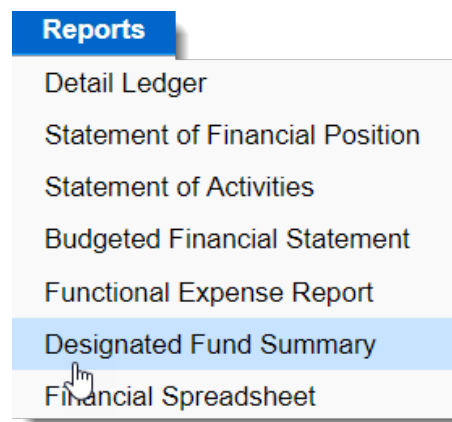 Reports
Detail Ledger
Statement of Financial Position
Statement of Activities
Budgeted Financial Statement
Functional Expense Report
Designated Fund Summary
Financial Spreadsheet